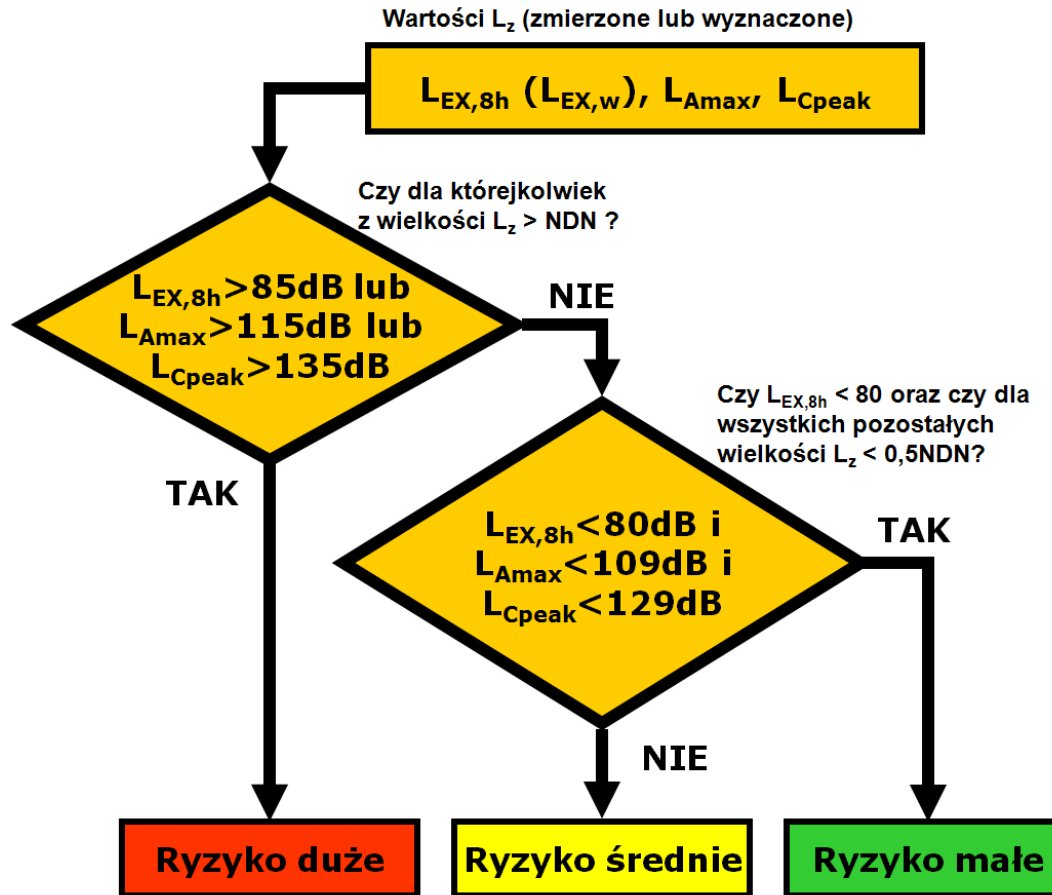 Wartości Lz (zmierzone lub wyznaczone)
LEX,8h (LEX,w), LAmax, LCpeak
Czy dla którejkolwiek
z wielkości Lz > NDN ?
LEX,8h>85dB lub
LAmax>115dB lub
LCpeak>135dB
NIE
Czy LEX,8h < 80 oraz czy dla
wszystkich pozostałych
wielkości Lz < 0,5NDN?
TAK
LEX,8h<80dB i
LAmax<109dB i
LCpeak<129dB
TAK
NIE
Ryzyko duże
Ryzyko średnie
Ryzyko małe